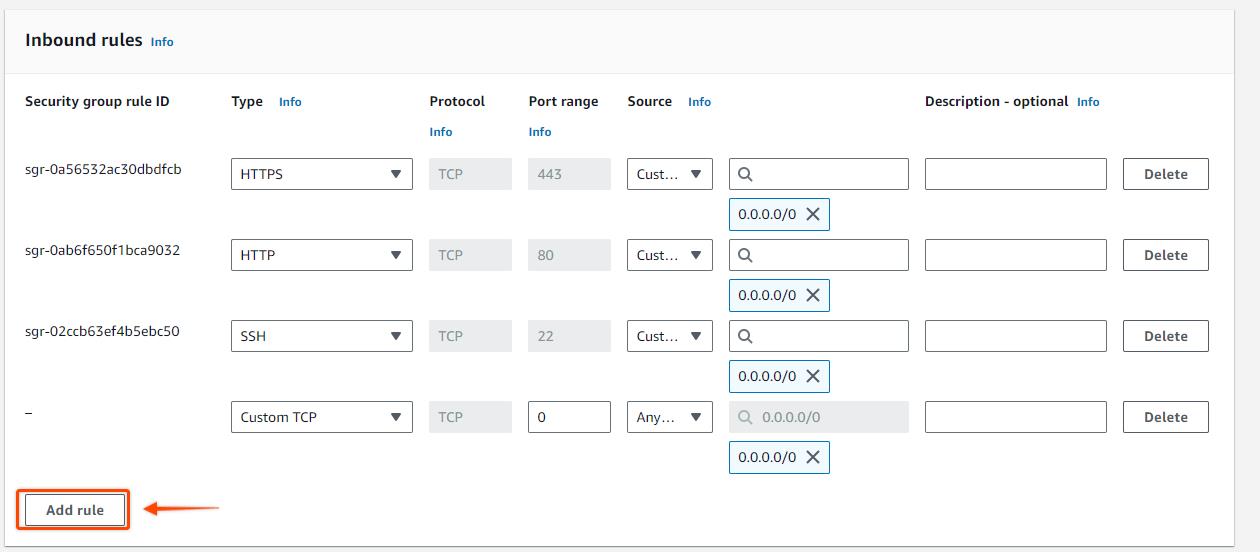 Inbound rules Info
Security group rule ID Type Info Protocol Port range Source Info Description - optional Info
Info Info
sgr-0a56532ac30dbdfcb HTTPS TCP 443 Cust... Delete
0.0.0.0/0
sgr-0ab6f650f1bca9032 HTTP TCP 80 Cust... Delete
0.0.0.0/0
sgr-02ccb63ef4b5ebc50 SSH TCP 22 Cust... Delete
0.0.0.0/0
– Custom TCP TCP 0 Any... 0.0.0.0/0 Delete
0.0.0.0/0
Add rule